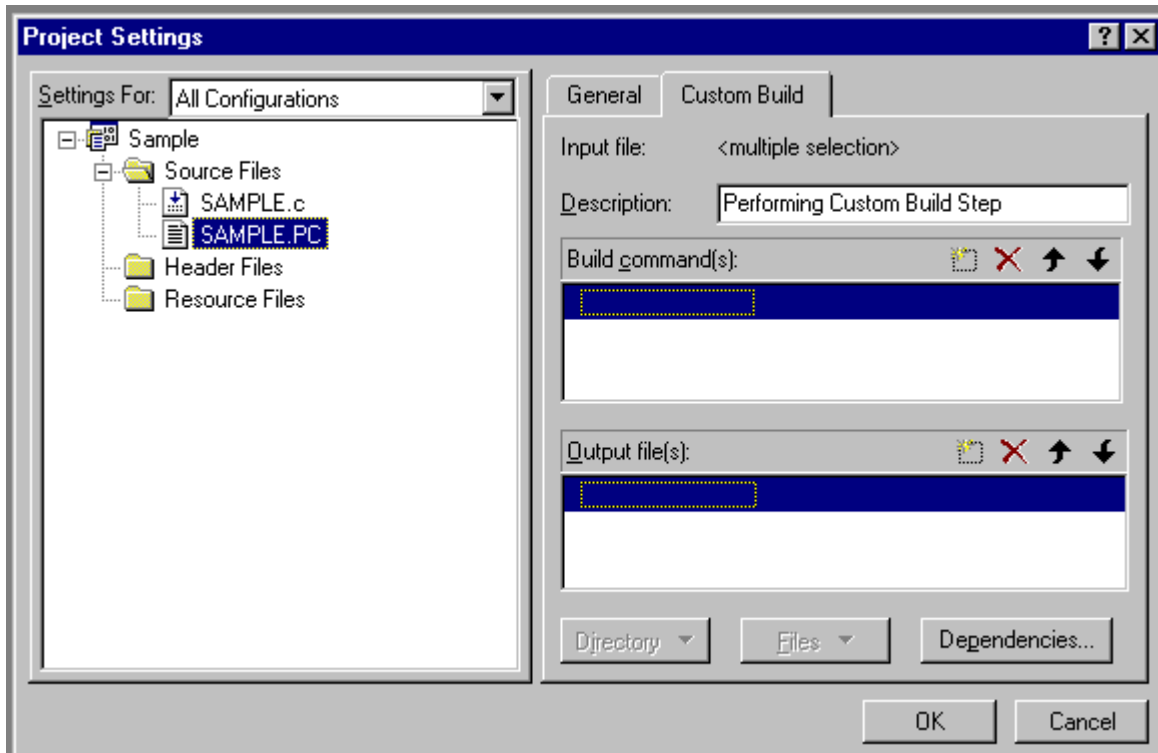 Project Settings
Settings For: All Configurations
Sample
Source Files
SAMPLE.c
SAMPLE.PC
Header Files
Resource Files
General Custom Build
Input file: <multiple selection>
Description: Performing Custom Build Step
Build command(s):
Output file(s):
Directory Files Dependencies...
OK Cancel